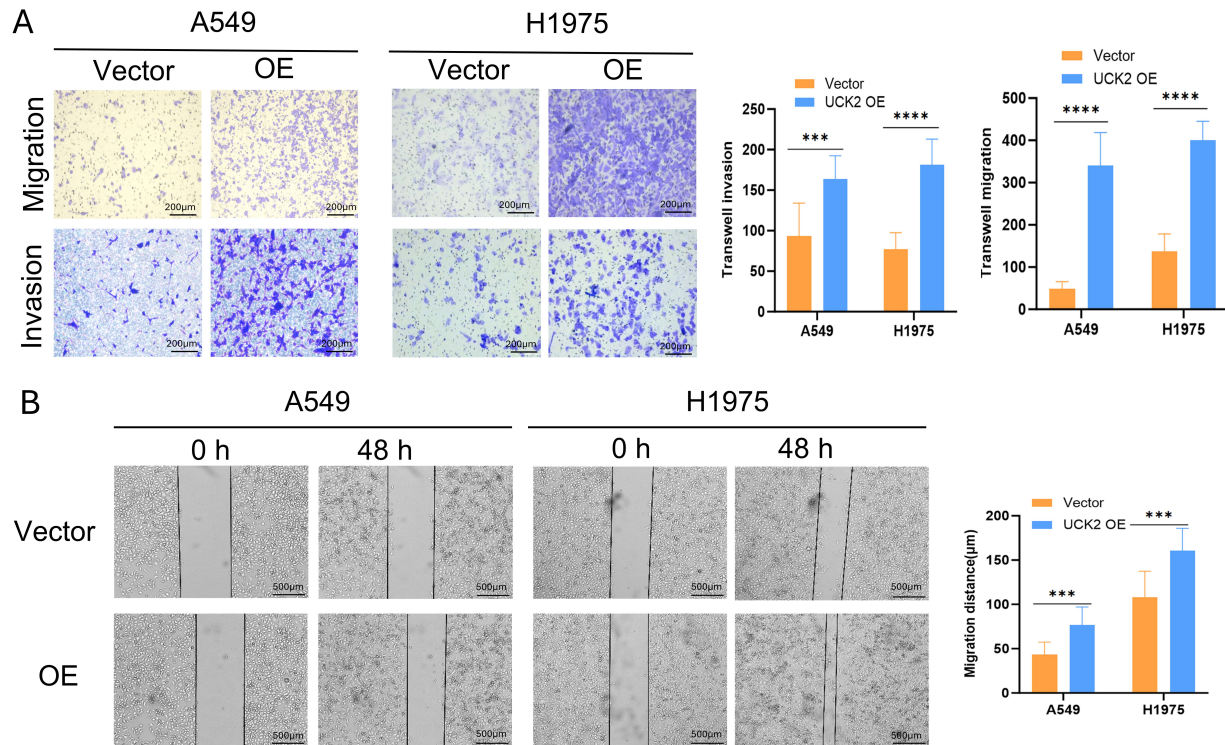 A
A549
H1975
Vector
OE
Vector
OE
Migration
200μm
200μm
200μm
200μm
Invasion
200μm
200μm
200μm
200μm
Vector
UCK2 OE
Transwell invasion
250
200
150
100
50
0
***
****
A549
H1975
Vector
UCK2 OE
Transwell migration
500
400
300
200
100
0
****
****
A549
H1975
B
A549
H1975
0 h
48 h
0 h
48 h
Vector
500μm
500μm
500μm
500μm
OE
500μm
500μm
500μm
500μm
Vector
UCK2 OE
Migration distance(μm)
200
150
100
50
0
***
***
A549
H1975